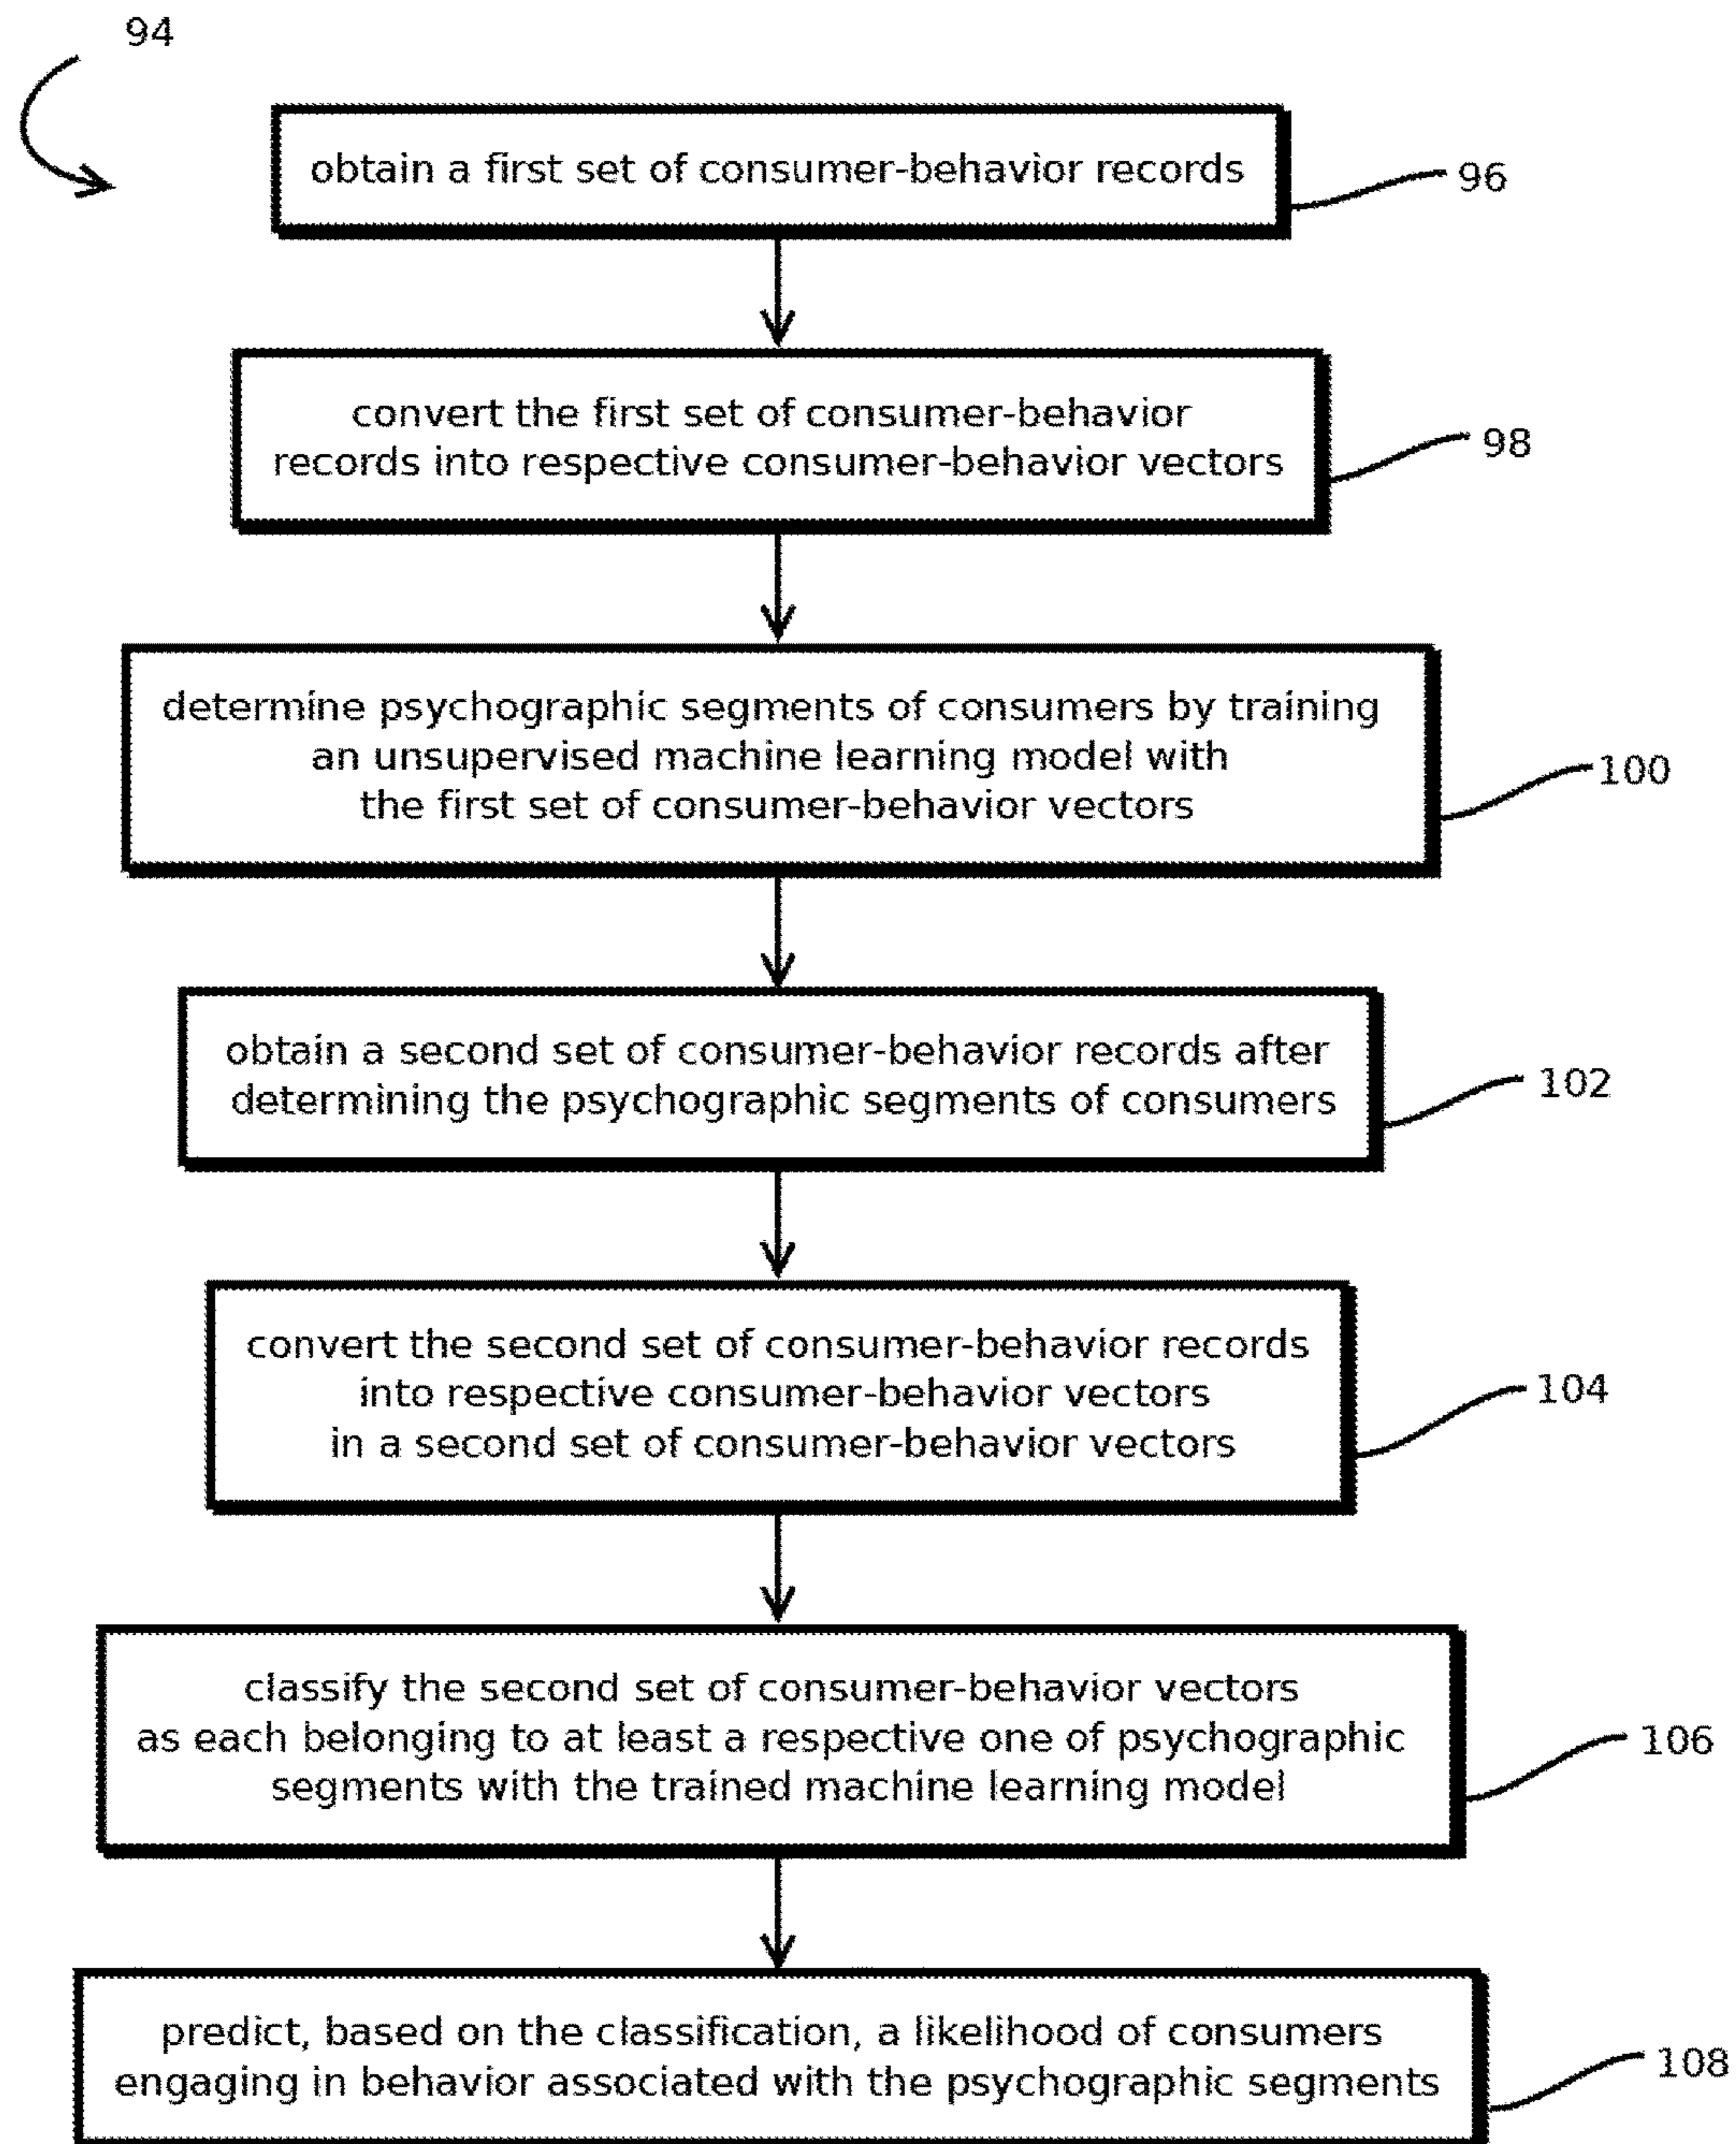 94
obtain a first set of consumer-behavior records
96
convert the first set of consumer-behavior
records into respective consumer-behavior vectors
98
determine psychographic segments of consumers by training
an unsupervised machine learning model with
the first set of consumer-behavior vectors
100
obtain a second set of consumer-behavior records after
determining the psychographic segments of consumers
102
convert the second set of consumer-behavior records
into respective consumer-behavior vectors
in a second set of consumer-behavior vectors
104
classify the second set of consumer-behavior vectors
as each belonging to at least a respective one of psychographic
segments with the trained machine learning model
106
predict, based on the classification, a likelihood of consumers
engaging in behavior associated with the psychographic segments
108